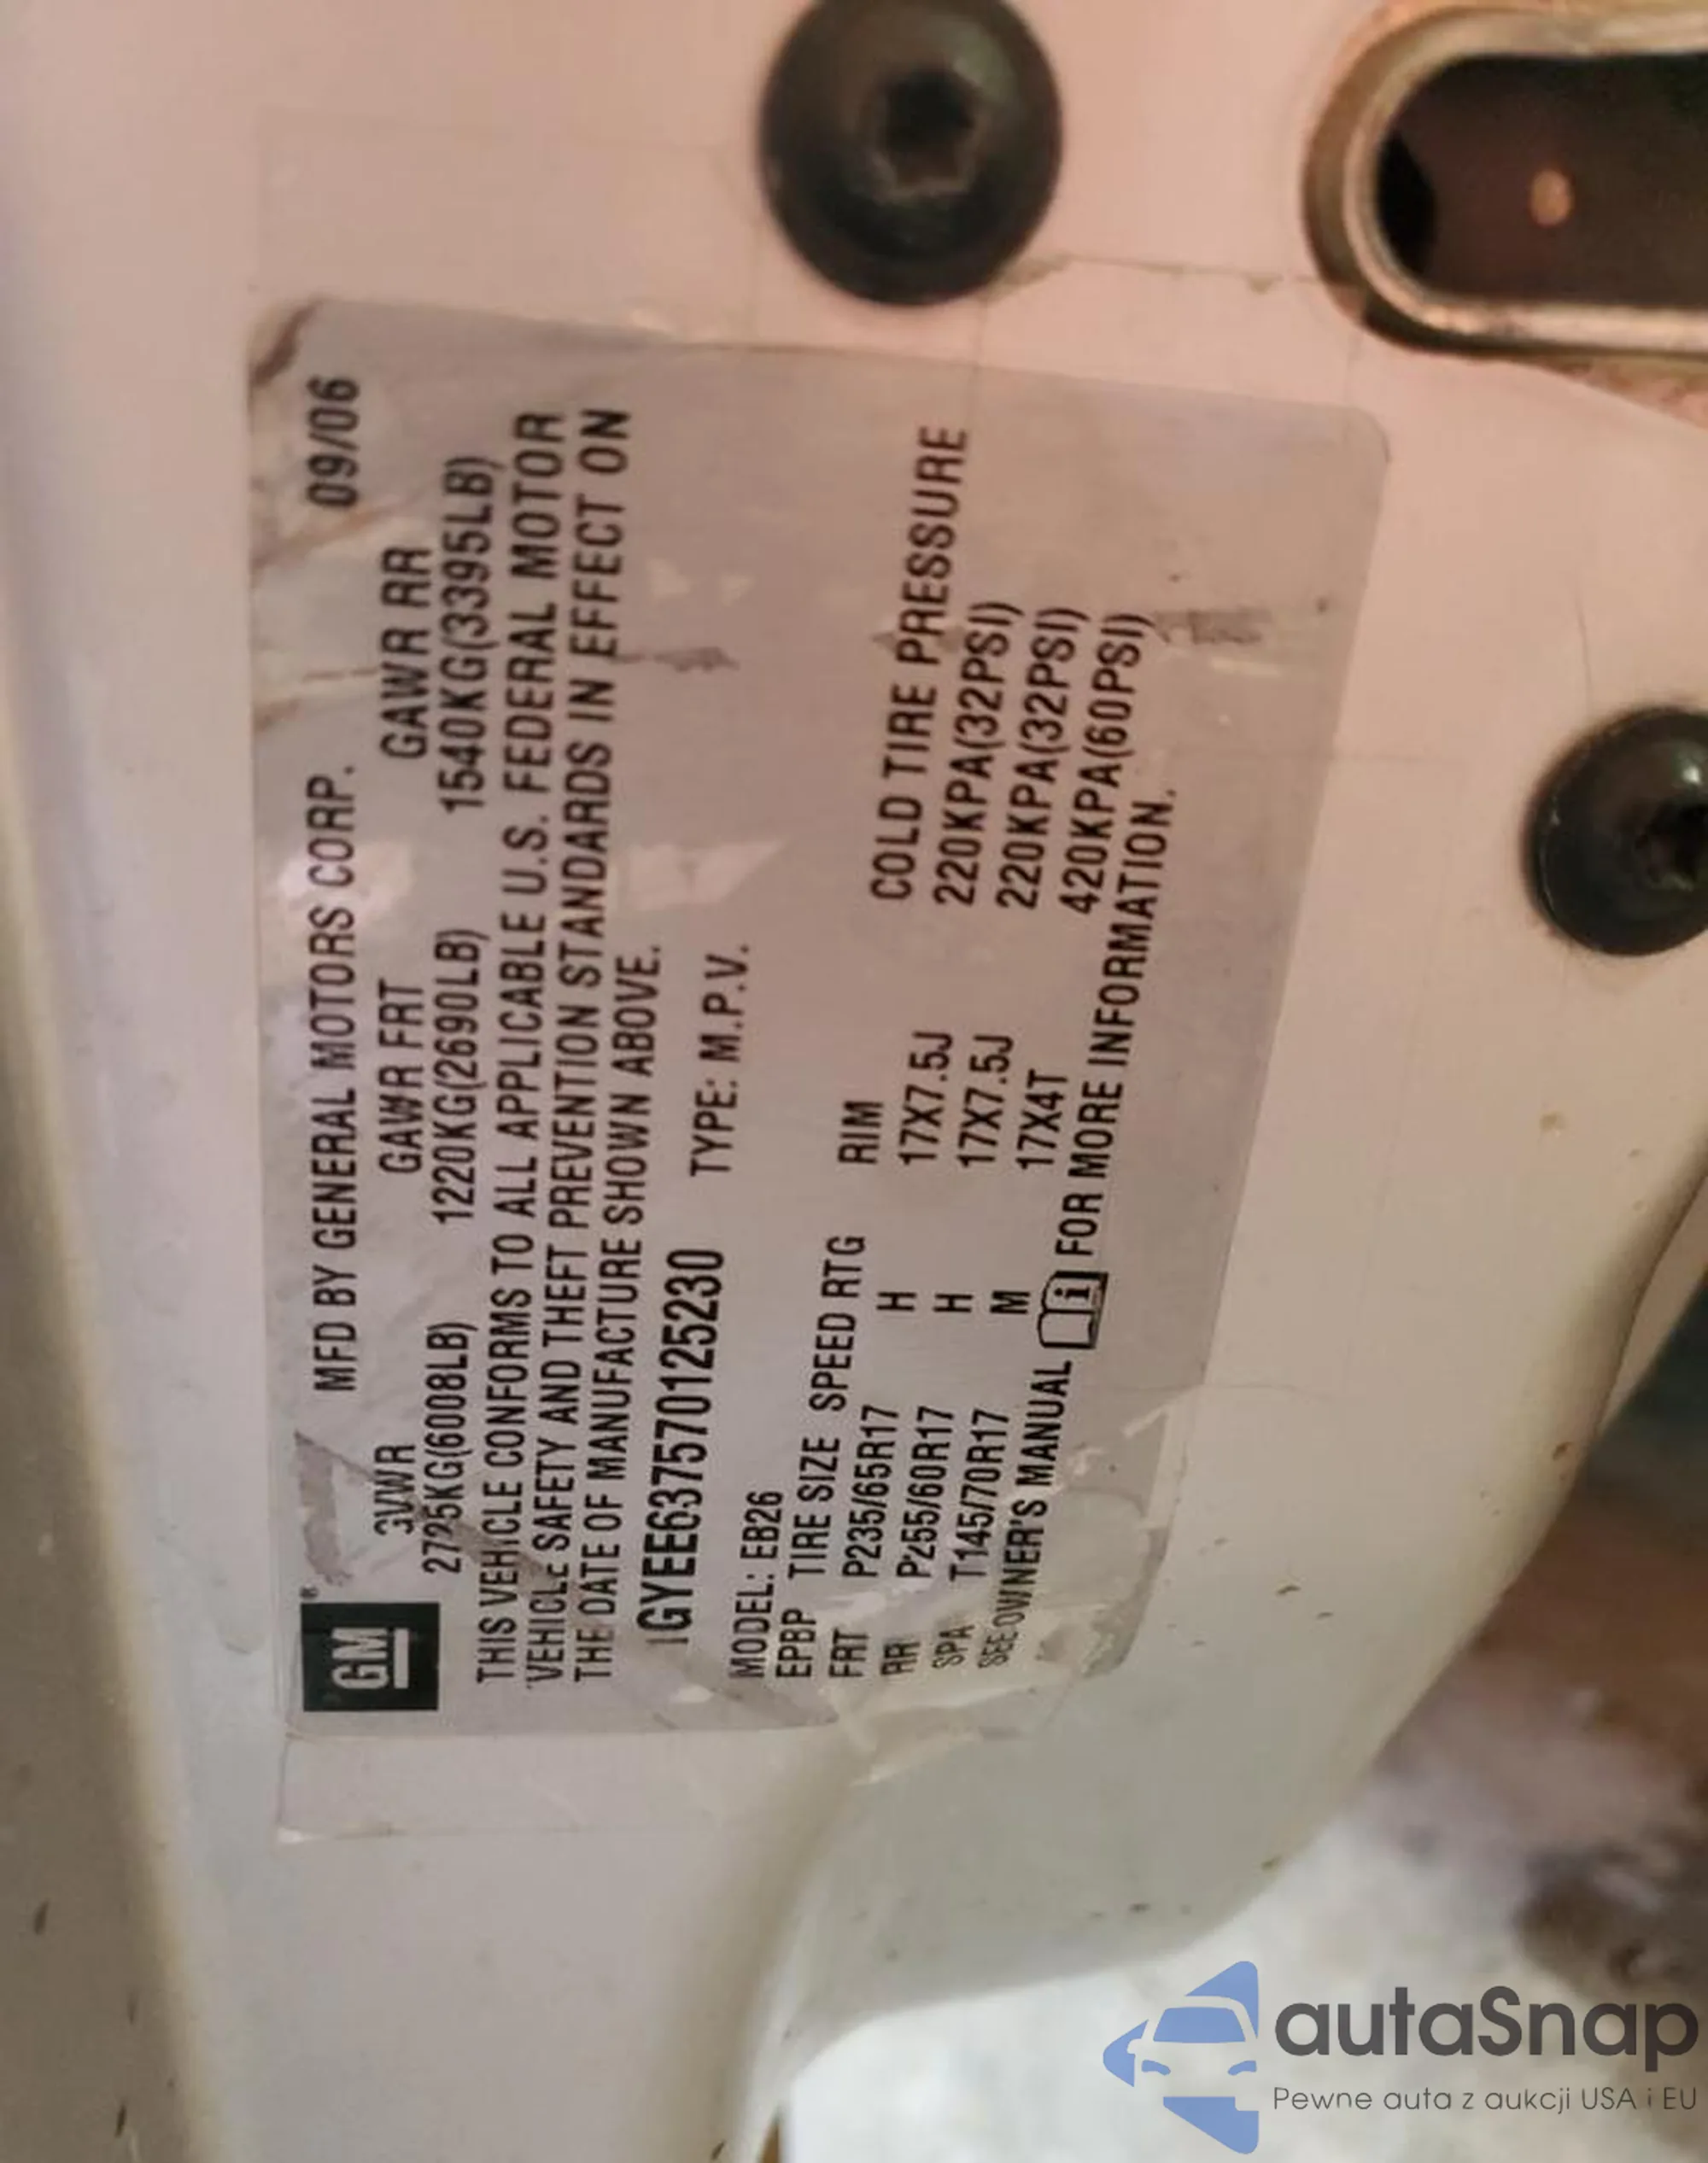 GM® MFD BY GENERAL MOTORS CORP. 09/06
GVWR GAWR FRT GAWR RR
2725KG(6008LB) 1220KG(2690LB) 1540KG(3395LB)
THIS VEHICLE CONFORMS TO ALL APPLICABLE U.S. FEDERAL MOTOR
VEHICLE SAFETY AND THEFT PREVENTION STANDARDS IN EFFECT ON
THE DATE OF MANUFACTURE SHOWN ABOVE.
1GYEE637570125230 TYPE: M.P.V.
MODEL: EB26
EPBP TIRE SIZE SPEED RTG RIM COLD TIRE PRESSURE
FRT P235/65R17 H 17X7.5J 220KPA(32PSI)
RR P255/60R17 H 17X7.5J 220KPA(32PSI)
SPA T145/70R17 M 17X4T 420KPA(60PSI)
SEE OWNER'S MANUAL i FOR MORE INFORMATION.
autaSnap
Pewne auta z aukcji USA i EU